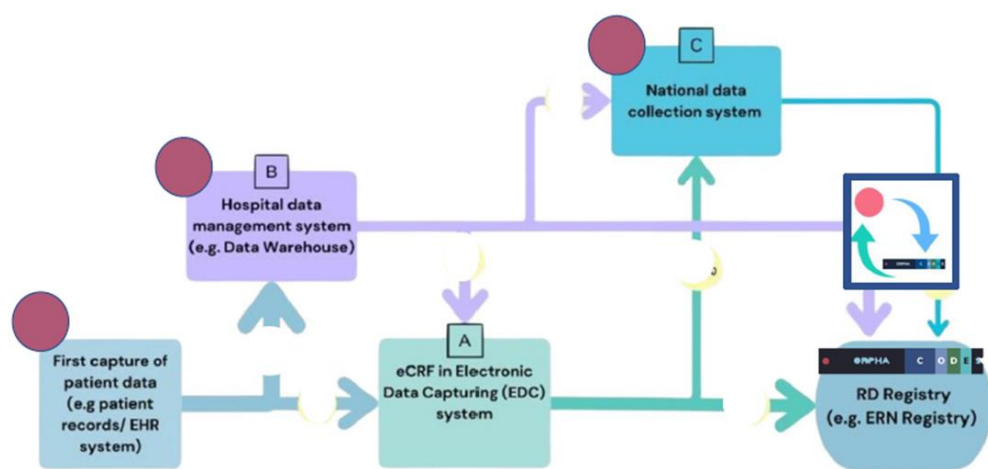 C
National data
collection system
B
Hospital data
management system
(e.g. Data Warehouse)
A
eCRF in Electronic
Data Capturing (EDC)
system
First capture of
patient data
(e.g patient
records/ EHR
system)
ORPHA C O D E S
RD Registry
(e.g. ERN Registry)